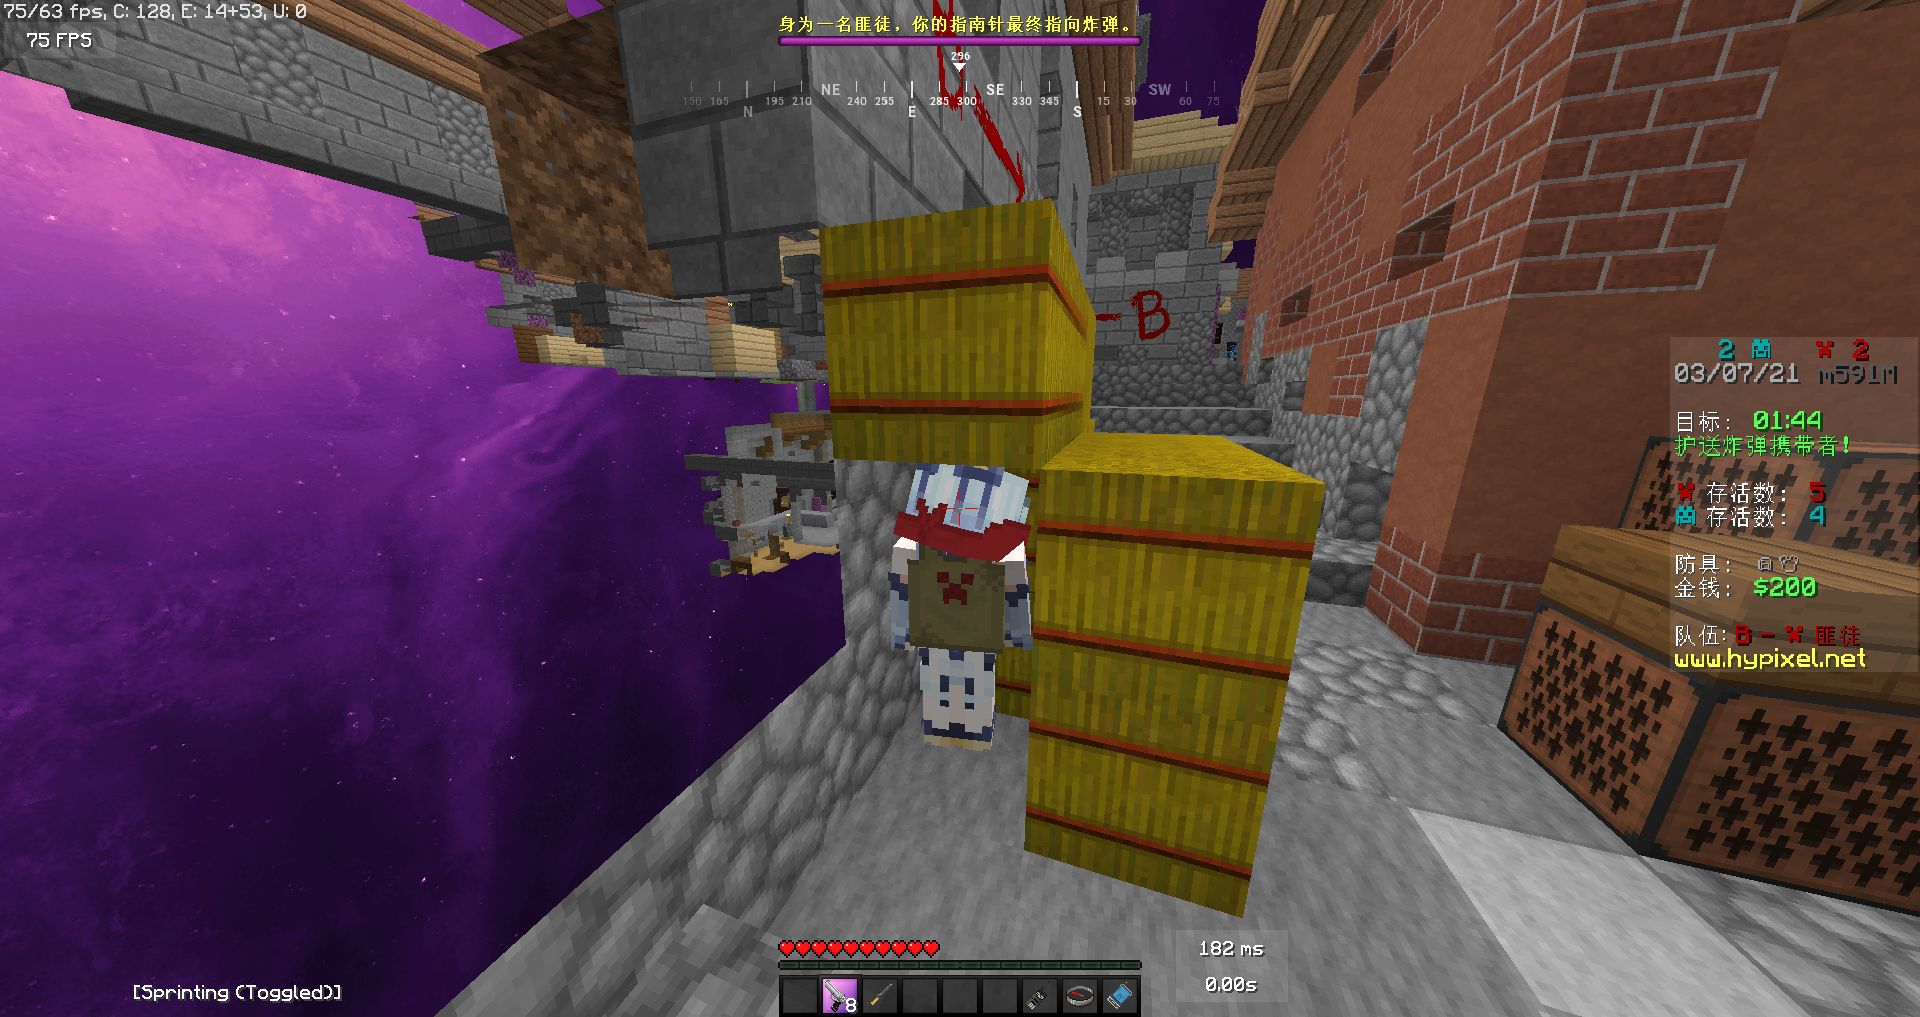 75/63 fps, C: 128, E: 14+53, U: 0
75 FPS
身为一名匪徒，你的指南针最终指向炸弹。
296
150 165 N 195 210 NE 240 255 E 285 300 SE 330 345 S 15 30 SW 60 75
B
2 2
03/07/21 m591M
目标： 01:44
护送炸弹携带者！
存活数： 5
存活数： 4
防具：
金钱： $200
队伍: B - 匪徒
www.hypixel.net
182 ms
0.00s
[Sprinting (Toggled)]
8